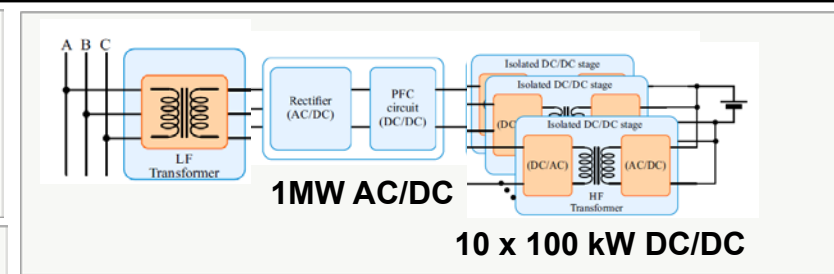 A B C
LF
Transformer
Rectifier
(AC/DC)
PFC
circuit
(DC/DC)
1MW AC/DC
Isolated DC/DC stage
Isolated DC/DC stage
(DC
Isolated DC/DC stage
(DC/AC)
(AC/DC)
HF
Transformer
10 x 100 kW DC/DC